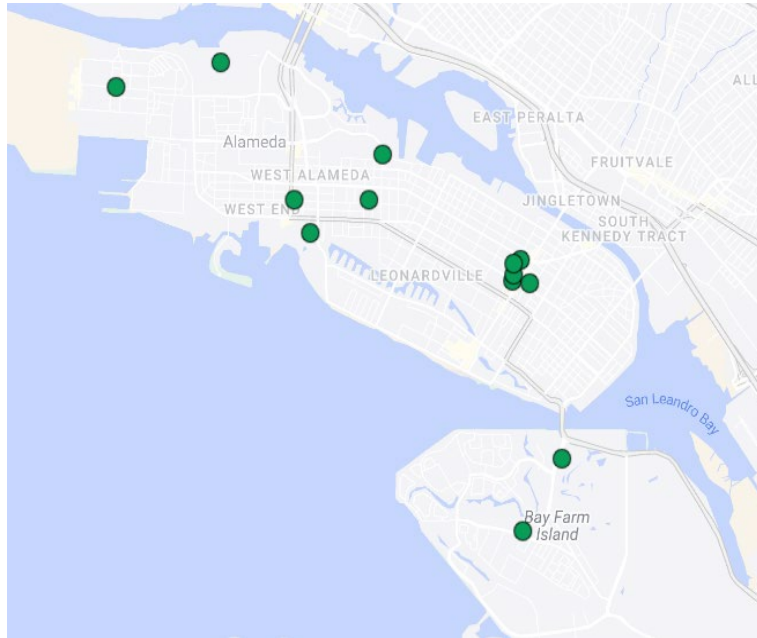 ALL
EAST PERALTA
Alameda
FRUITVALE
WEST ALAMEDA
JINGLETOWN
WEST END
SOUTH
KENNEDY TRACT
LEONARDVILLE
San Leandro Bay
Bay Farm
Island